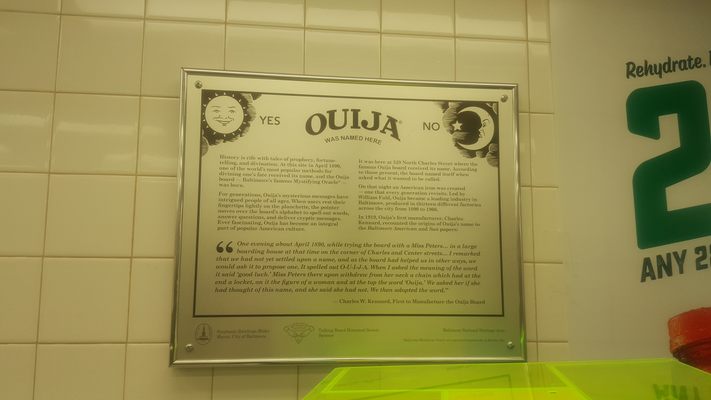 YES
OUIJA®
WAS NAMED HERE
NO
History is rife with tales of prophecy, fortune-
telling, and divination. At this site in April 1890,
one of the world's most popular methods for
divining one's fate received its name, and the Ouija
board – Baltimore's famous Mystifying Oracle –
was born.
For generations, Ouija's mysterious messages have
intrigued people of all ages. When users rest their
fingertips lightly on the planchette, the pointer
moves over the board's alphabet to spell out words,
answer questions, and deliver cryptic messages.
Ever fascinating, Ouija has become an integral
part of popular American culture.
It was here at 529 North Charles Street where the
famous Ouija board received its name. According
to those present, the board named itself when
asked what it wanted to be called.
On that night an American icon was created
– one that every generation revisits. Led by
William Fuld, Ouija became a leading industry in
Baltimore, produced in thirteen different factories
across the city from 1890 to 1966.
In 1919, Ouija's first manufacturer, Charles
Kennard, recounted the origins of Ouija's name to
the Baltimore American and Sun papers:
“One evening about April 1890, while trying the board with a Miss Peters... in a large
boarding house at that time on the corner of Charles and Center streets... I remarked
that we had not yet settled upon a name, and as the board had helped us in other ways, we
would ask it to propose one. It spelled out O-U-I-J-A. When I asked the meaning of the word
it said 'good luck.' Miss Peters there upon withdrew from her neck a chain which had at the
end a locket, on it the figure of a woman and at the top the word 'Ouija.' We asked her if she
had thought of this name, and she said she had not. We then adopted the word.”
— Charles W. Kennard, First to Manufacture the Ouija Board
Stephanie Rawlings-Blake
Mayor, City of Baltimore
Talking Board Historical Society
Rehydrate.
2
ANY 2